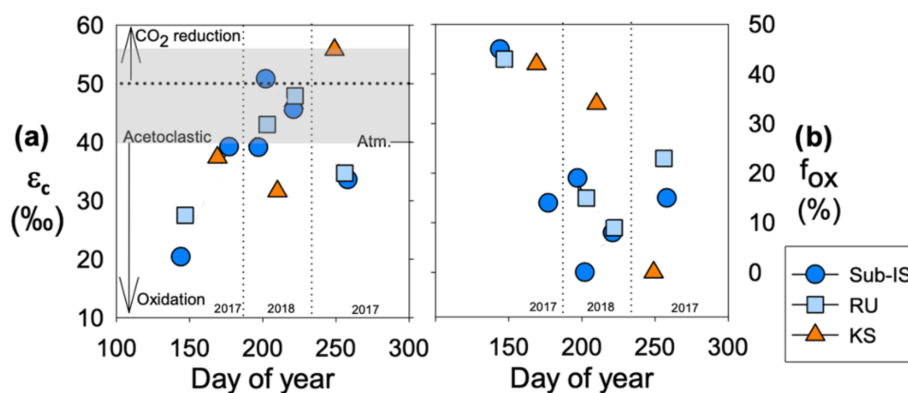 60
CO2 reduction
50
(a)
Acetoclastic
Atm.
40
εc
(‰)
30
20
Oxidation
2017
2018
2017
10
100
150
200
250
300
Day of year
50
40
30
(b)
fox
(%)
20
10
0
2017
2018
2017
100
150
200
250
300
Day of year
Sub-IS
RU
KS